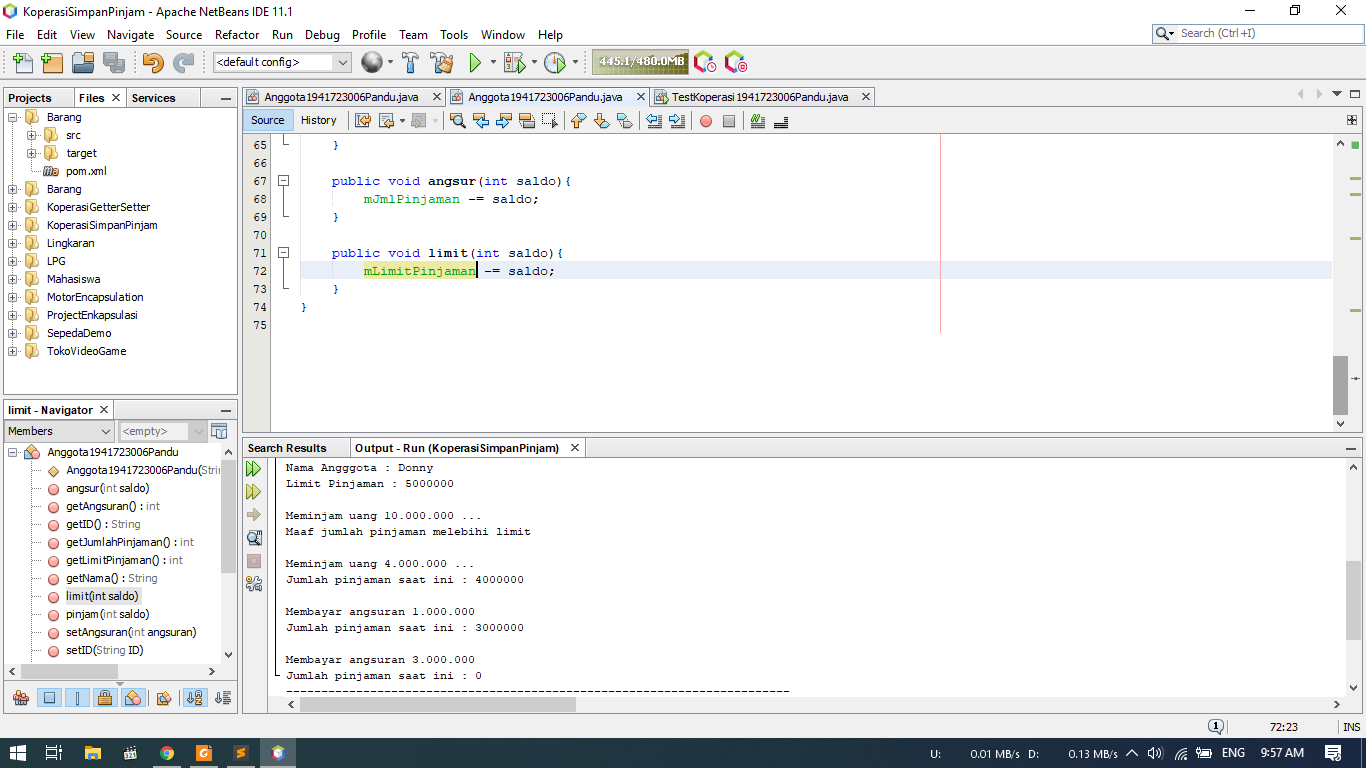 KoperasiSimpanPinjam - Apache NetBeans IDE 11.1
File Edit View Navigate Source Refactor Run Debug Profile Team Tools Window Help
Search (Ctrl+I)
<default config>
445.1/480.0MB
Projects Files Services
Barang
src
target
pom.xml
Barang
KoperasiGetterSetter
KoperasiSimpanPinjam
Lingkaran
LPG
Mahasiswa
MotorEncapsulation
ProjectEnkapsulasi
SepedaDemo
TokoVideoGame
Anggota1941723006Pandu.java Anggota1941723006Pandu.java TestKoperasi1941723006Pandu.java
Source History
65 }
66
67 public void angsur(int saldo){
68 mJmlPinjaman -= saldo;
69 }
70
71 public void limit(int saldo){
72 mLimitPinjaman -= saldo;
73 }
74 }
75
limit - Navigator
Members <empty>
Anggota1941723006Pandu
Anggota1941723006Pandu(Strin
angsur(int saldo)
getAngsuran() : int
getID() : String
getJumlahPinjaman() : int
getLimitPinjaman() : int
getNama() : String
limit(int saldo)
pinjam(int saldo)
setAngsuran(int angsuran)
setID(String ID)
Search Results Output - Run (KoperasiSimpanPinjam)
Nama Angggota : Donny
Limit Pinjaman : 5000000
Meminjam uang 10.000.000 ...
Maaf jumlah pinjaman melebihi limit
Meminjam uang 4.000.000 ...
Jumlah pinjaman saat ini : 4000000
Membayar angsuran 1.000.000
Jumlah pinjaman saat ini : 3000000
Membayar angsuran 3.000.000
Jumlah pinjaman saat ini : 0
------------------------------------------------------------------------
1 72:23 INS
U: 0.01 MB/s D: 0.13 MB/s ENG 9:57 AM